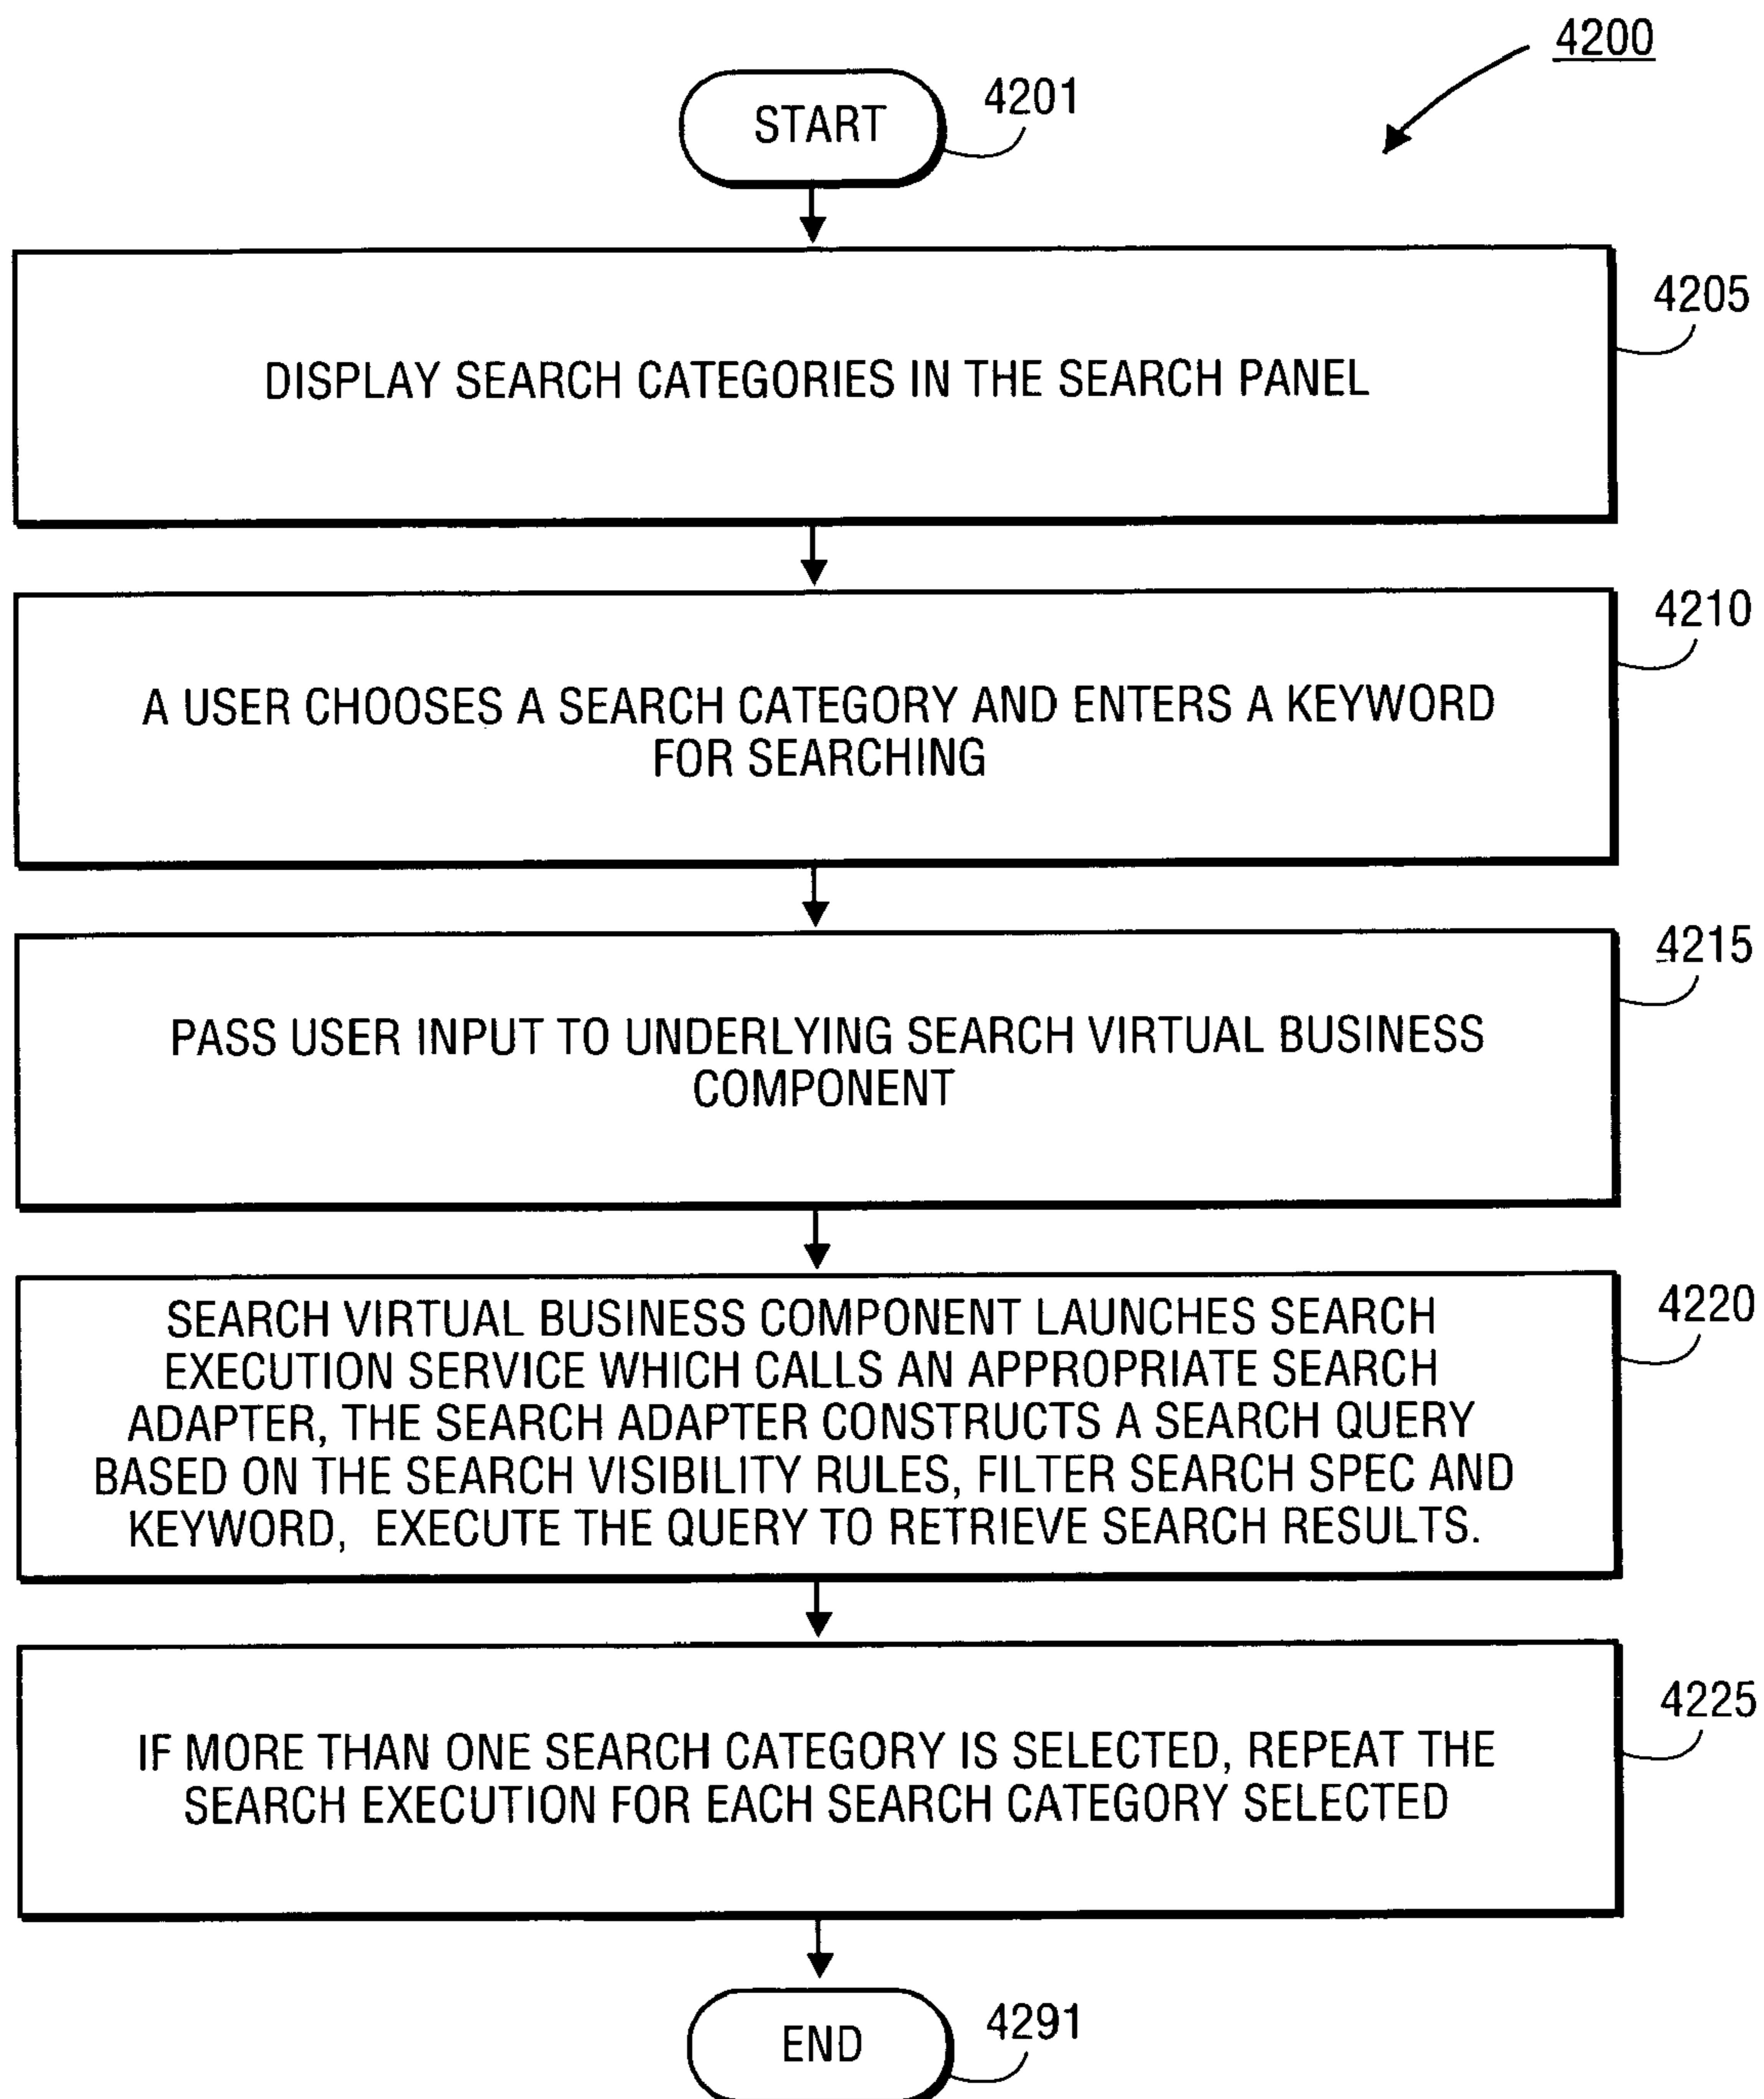 4200
START
4201
DISPLAY SEARCH CATEGORIES IN THE SEARCH PANEL
4205
A USER CHOOSES A SEARCH CATEGORY AND ENTERS A KEYWORD
FOR SEARCHING
4210
PASS USER INPUT TO UNDERLYING SEARCH VIRTUAL BUSINESS
COMPONENT
4215
SEARCH VIRTUAL BUSINESS COMPONENT LAUNCHES SEARCH
EXECUTION SERVICE WHICH CALLS AN APPROPRIATE SEARCH
ADAPTER, THE SEARCH ADAPTER CONSTRUCTS A SEARCH QUERY
BASED ON THE SEARCH VISIBILITY RULES, FILTER SEARCH SPEC AND
KEYWORD, EXECUTE THE QUERY TO RETRIEVE SEARCH RESULTS.
4220
IF MORE THAN ONE SEARCH CATEGORY IS SELECTED, REPEAT THE
SEARCH EXECUTION FOR EACH SEARCH CATEGORY SELECTED
4225
END
4291